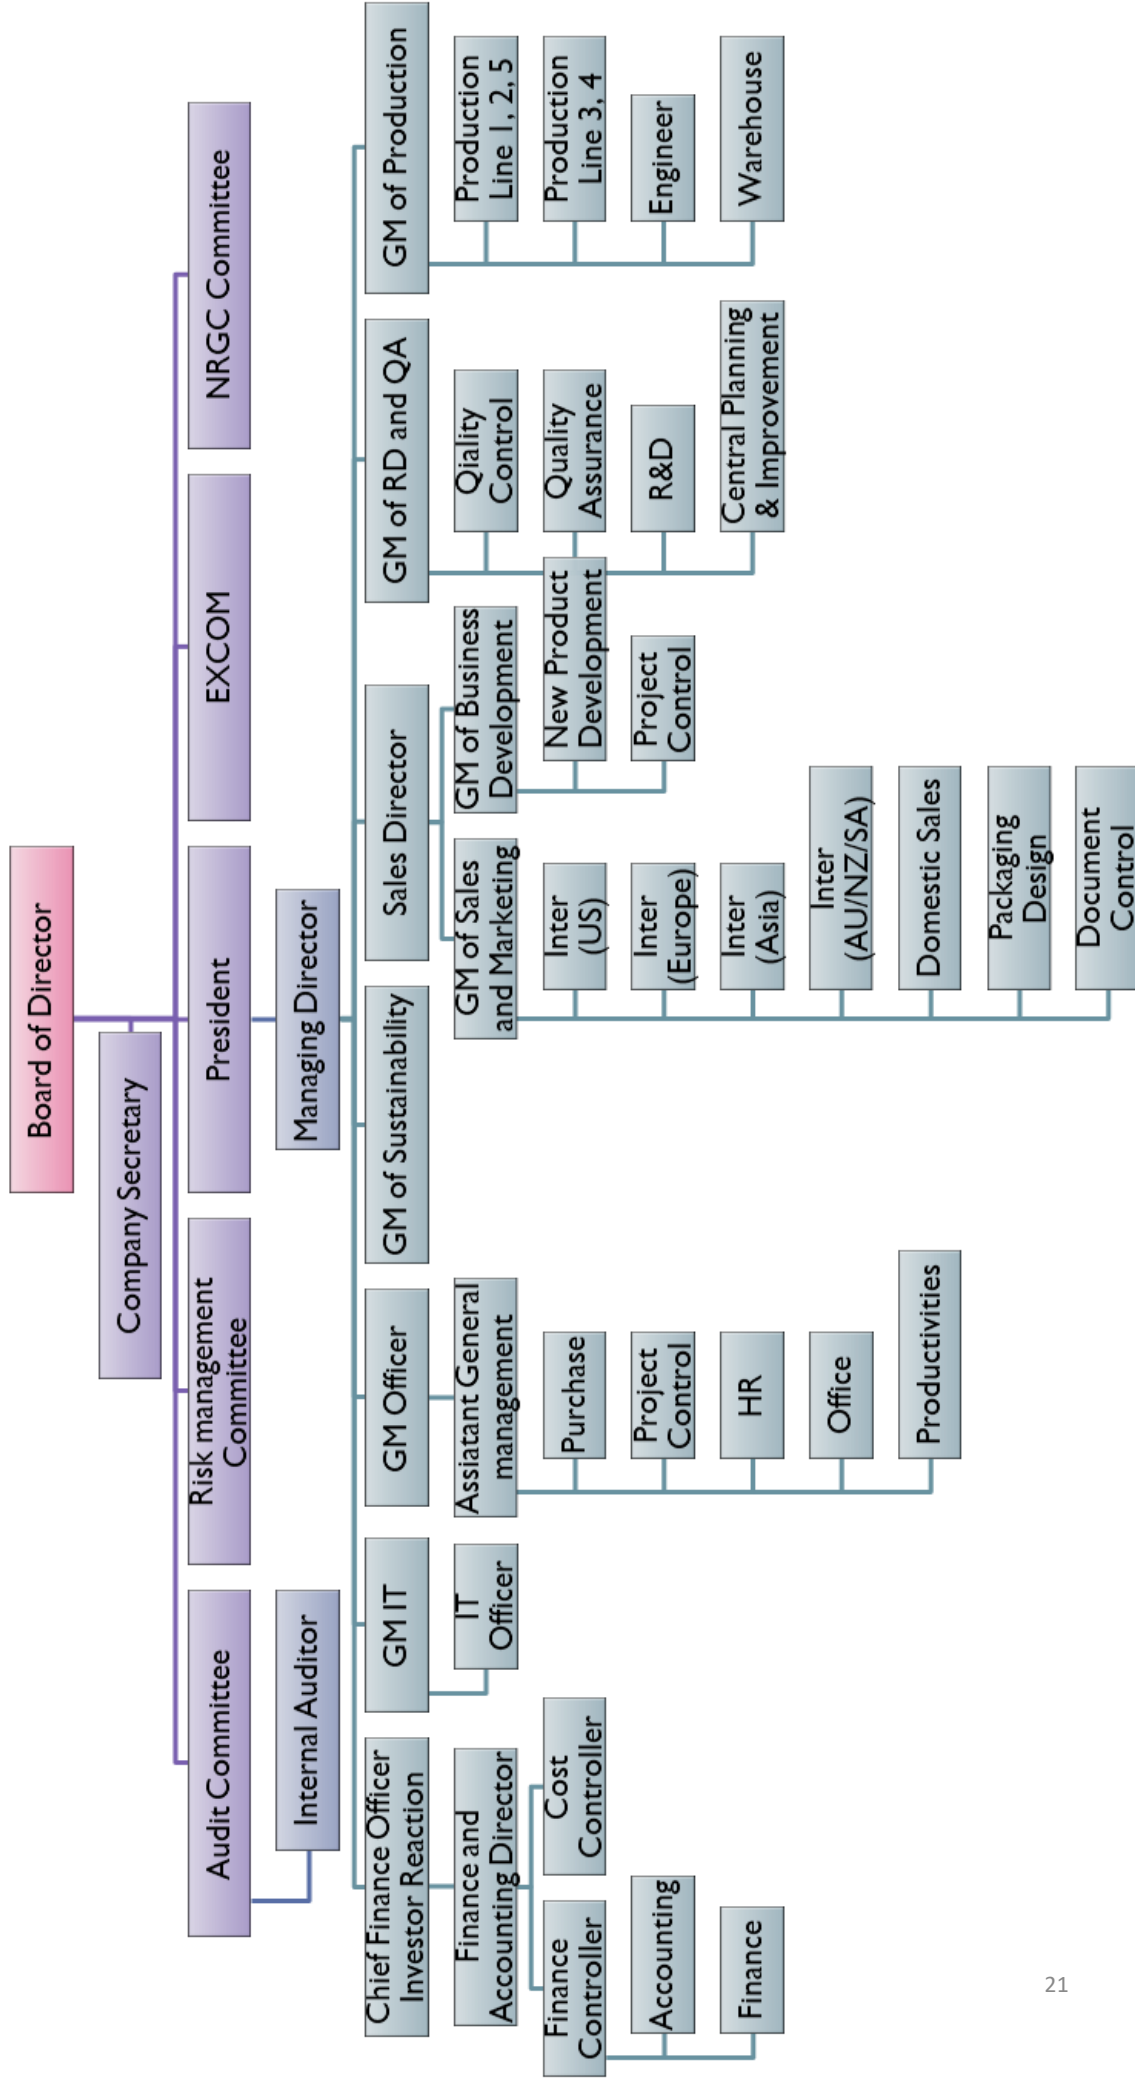 Board of Director
Company Secretary
Audit Committee
Risk management
Committee
President
EXCOM
NRGC Committee
Internal Auditor
Managing Director
Chief Finance Officer
Investor Reaction
GM IT
GM Officer
GM of Sustainability
Sales Director
GM of RD and QA
GM of Production
Finance and
Accounting Director
Finance
Controller
Accounting
Finance
Cost
Controller
IT
Officer
Assiatant General
management
Purchase
Project
Control
HR
Office
Productivities
GM of Sales
and Marketing
Inter
(US)
Inter
(Europe)
Inter
(Asia)
Inter
(AU/NZ/SA)
Domestic Sales
Packaging
Design
Document
Control
GM of Business
Development
New Product
Development
Project
Control
Qiality
Control
Quality
Assurance
R&D
Central Planning
& Improvement
Production
Line 1, 2, 5
Production
Line 3, 4
Engineer
Warehouse
21